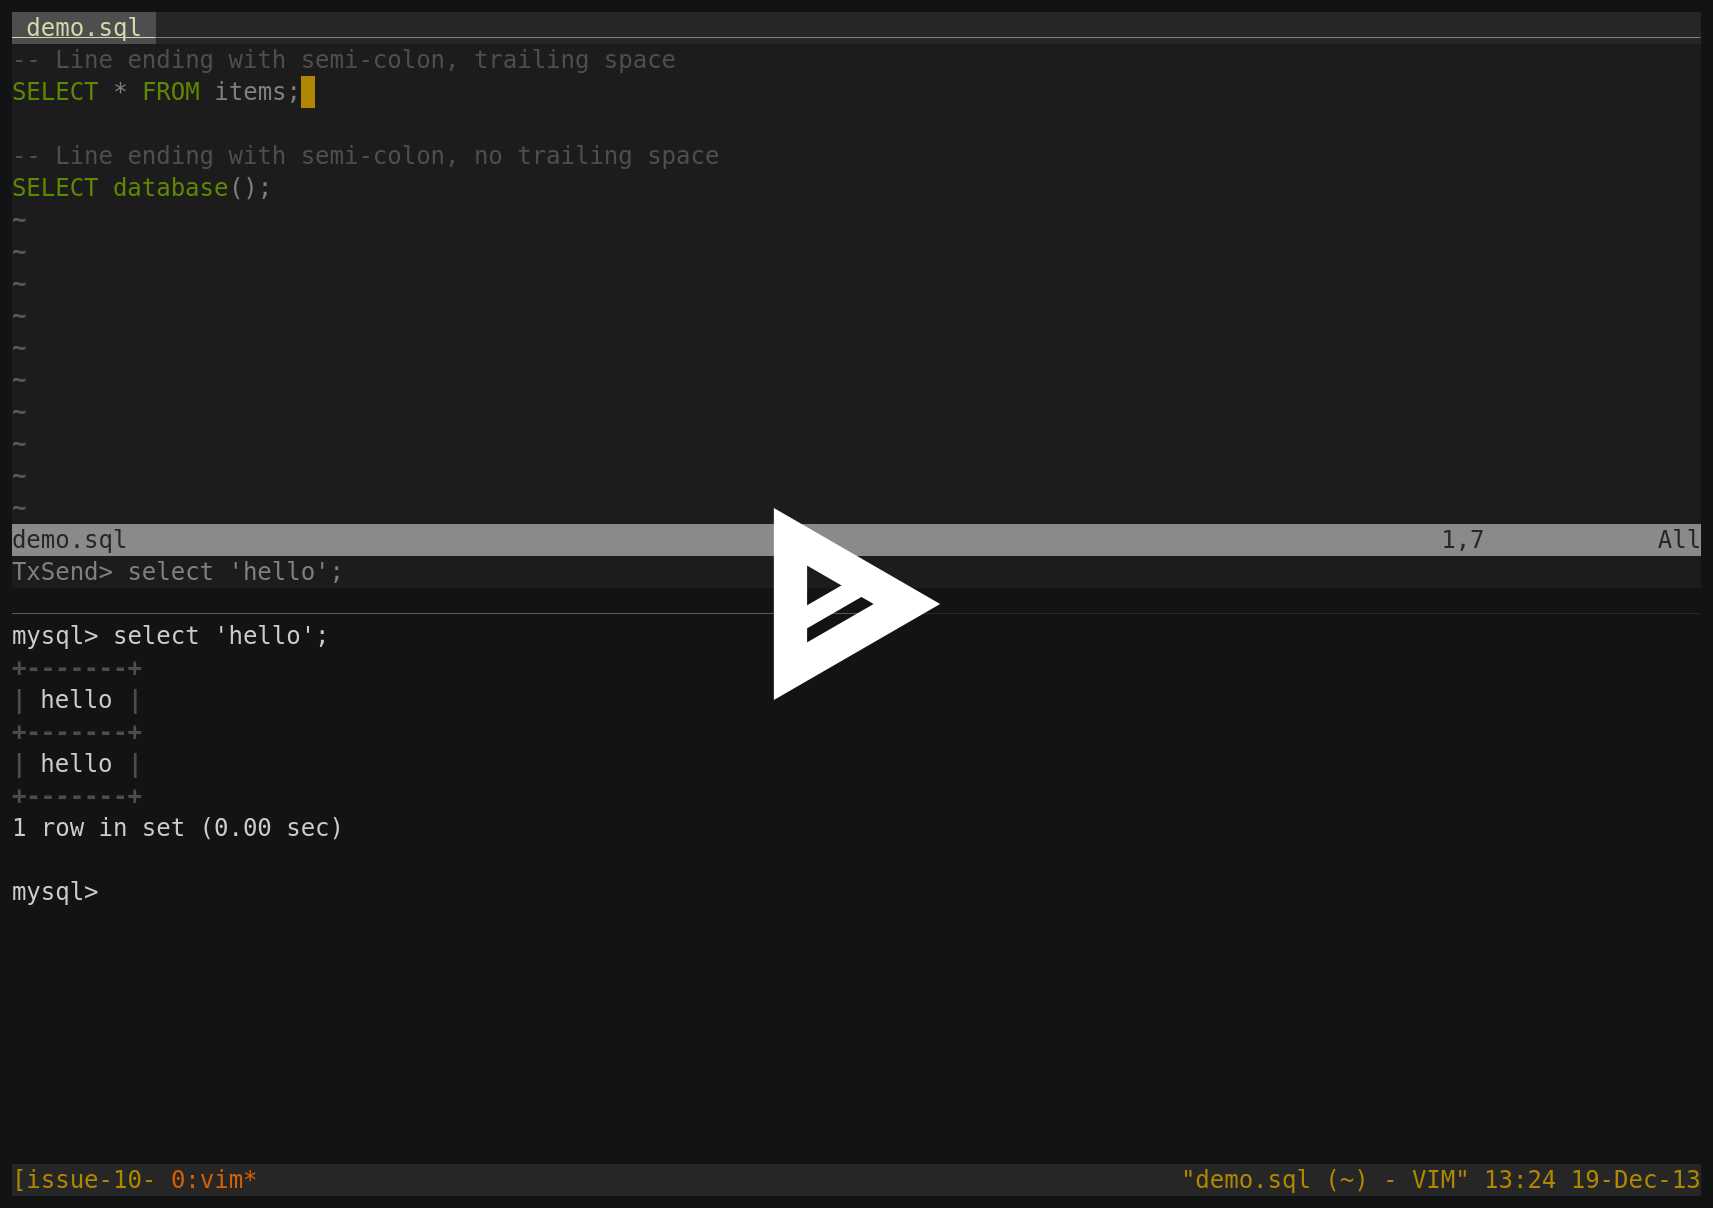 demo.sql
-- Line ending with semi-colon, trailing space
SELECT * FROM items;

-- Line ending with semi-colon, no trailing space
SELECT database();
~
~
~
~
~
~
~
~
~
~
demo.sql 1,7 All
TxSend> select 'hello';
mysql> select 'hello';
+-------+
| hello |
+-------+
| hello |
+-------+
1 row in set (0.00 sec)

mysql>
[issue-10- 0:vim* "demo.sql (~) - VIM" 13:24 19-Dec-13